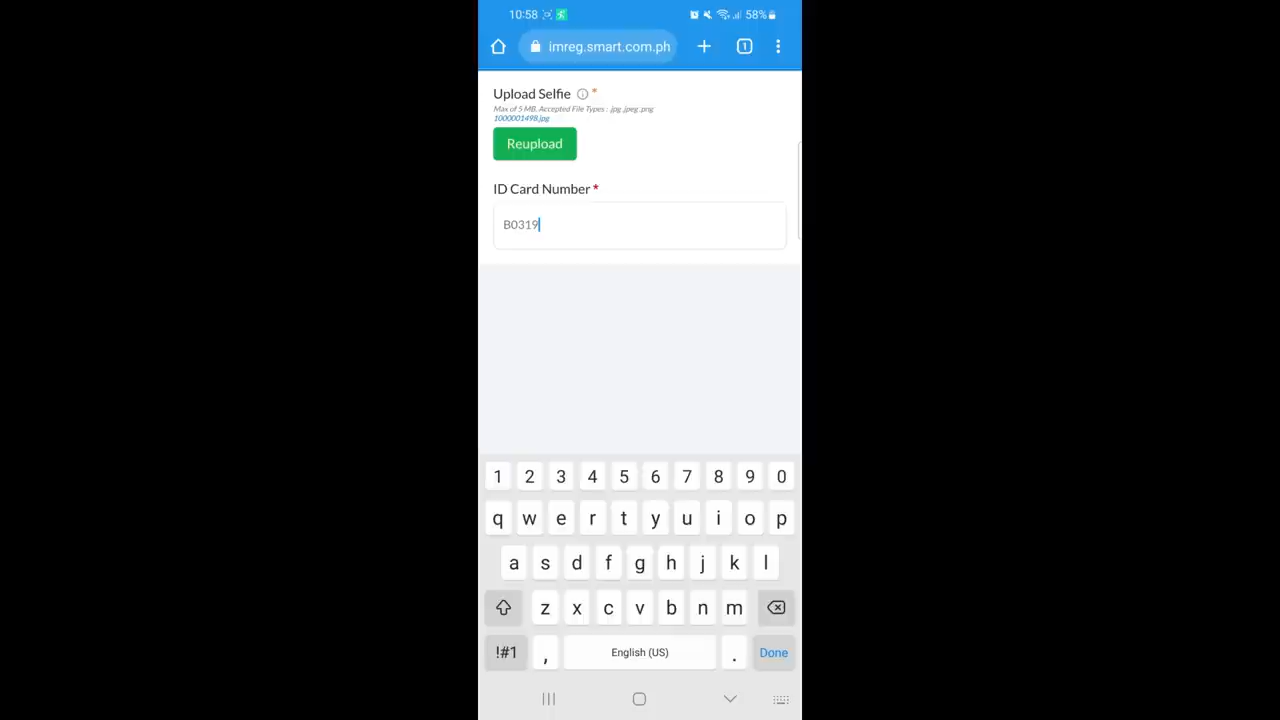 10:58
58%
imreg.smart.com.ph
1
Upload Selfie *
Max of 5 MB. Accepted File Types : .jpg .jpeg .png
1000001498.jpg
Reupload
ID Card Number *
B0319
1 2 3 4 5 6 7 8 9 0
q w e r t y u i o p
a s d f g h j k l
z x c v b n m
!#1 , English (US) . Done